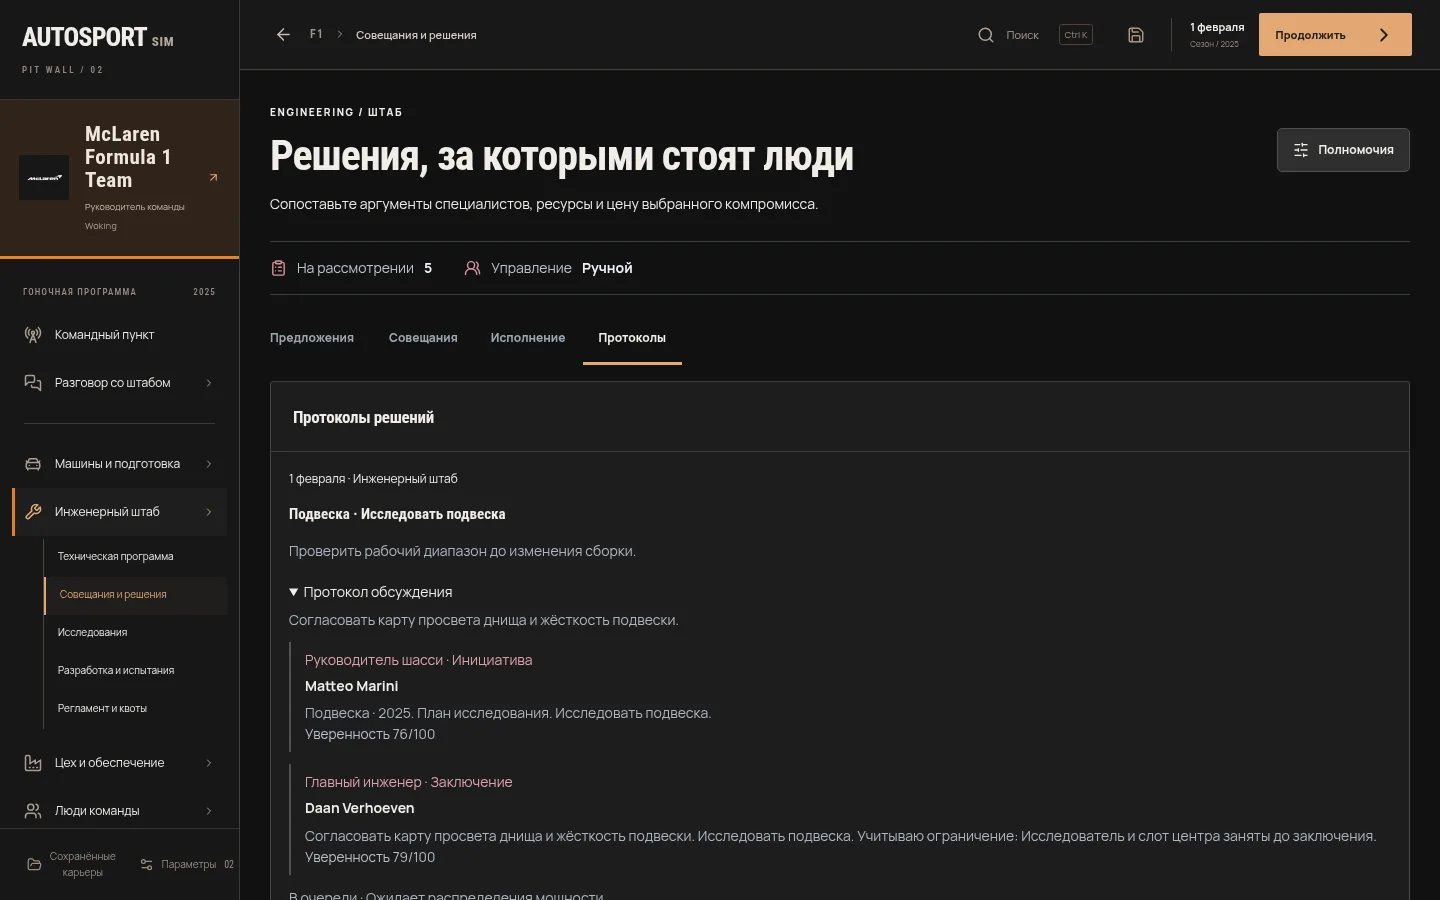 AUTOSPORT SIM
PIT WALL / 02
McLaren
McLaren
Formula 1
Team
Руководитель команды
Woking
ГОНОЧНАЯ ПРОГРАММА 2025
Командный пункт
Разговор со штабом
Машины и подготовка
Инженерный штаб
Техническая программа
Совещания и решения
Исследования
Разработка и испытания
Регламент и квоты
Цех и обеспечение
Люди команды
Сохранённые
карьеры
Параметры 02
F1 Совещания и решения
Поиск Ctrl K
1 февраля
Сезон / 2025
Продолжить
ENGINEERING / ШТАБ
Решения, за которыми стоят люди
Полномочия
Сопоставьте аргументы специалистов, ресурсы и цену выбранного компромисса.
На рассмотрении 5 Управление Ручной
Предложения Совещания Исполнение Протоколы
Протоколы решений
1 февраля · Инженерный штаб
Подвеска · Исследовать подвеска
Проверить рабочий диапазон до изменения сборки.
▼ Протокол обсуждения
Согласовать карту просвета днища и жёсткость подвески.
Руководитель шасси · Инициатива
Matteo Marini
Подвеска · 2025. План исследования. Исследовать подвеска.
Уверенность 76/100
Главный инженер · Заключение
Daan Verhoeven
Согласовать карту просвета днища и жёсткость подвески. Исследовать подвеска. Учитываю ограничение: Исследователь и слот центра заняты до заключения.
Уверенность 79/100
В очереди · Ожидает распределения мощности